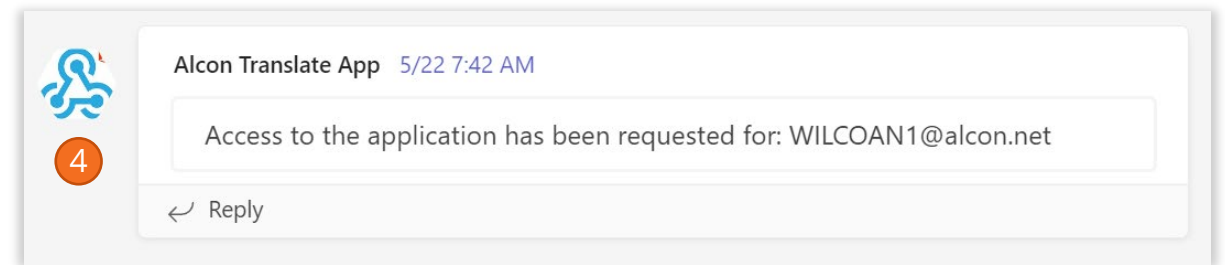 Alcon Translate App 5/22 7:42 AM
Access to the application has been requested for: WILCOAN1@alcon.net
4
Reply